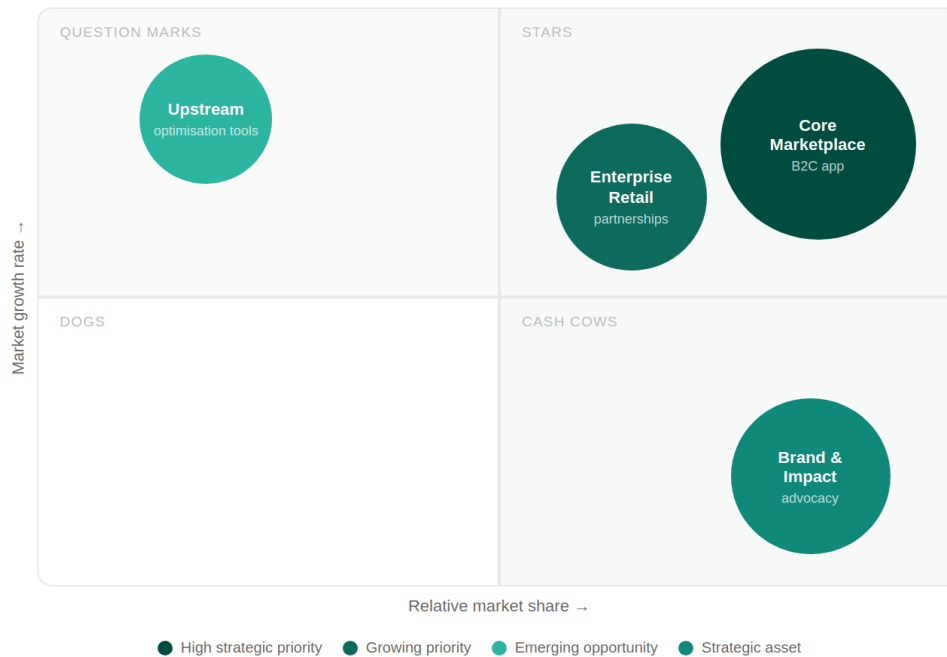 QUESTION MARKS
STARS
Upstream
optimisation tools
Core
Marketplace
B2C app
Enterprise
Retail
partnerships
Market growth rate →
DOGS
CASH COWS
Brand &
Impact
advocacy
Relative market share →
High strategic priority
Growing priority
Emerging opportunity
Strategic asset